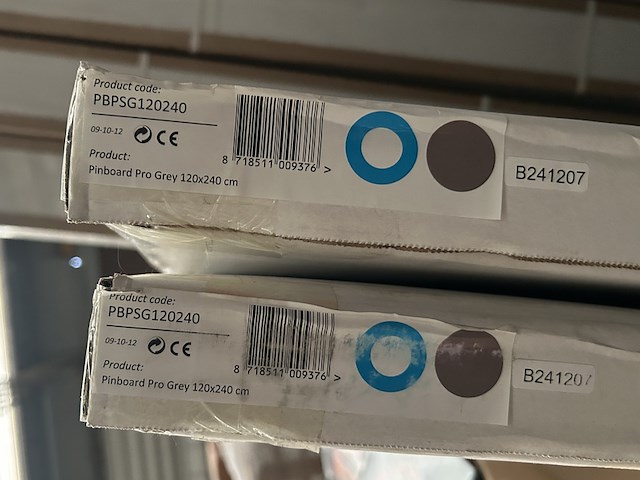 Product code:
PBPSG120240
09-10-12 CE
Product:
Pinboard Pro Grey 120x240 cm
8 718511 009376 >
B241207
Product code:
PBPSG120240
09-10-12 CE
Product:
Pinboard Pro Grey 120x240 cm
8 718511 009376 >
B241207